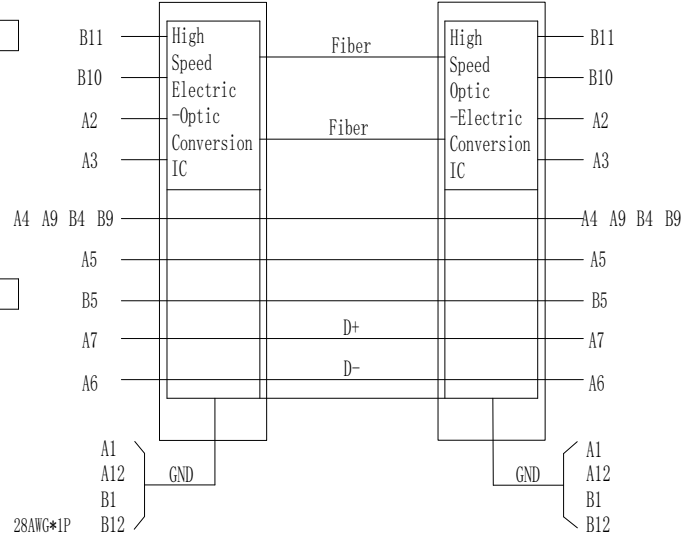 B11 High Fiber High B11
Speed Speed
B10 Electric Optic B10
A2 -Optic Fiber -Electric A2
Conversion Conversion
A3 IC IC A3
A4 A9 B4 B9 A4 A9 B4 B9
A5 A5
B5 B5
A7 D+ A7
A6 D- A6
A1 A1
A12 GND GND A12
B1 B1
28AWG*1P B12 B12